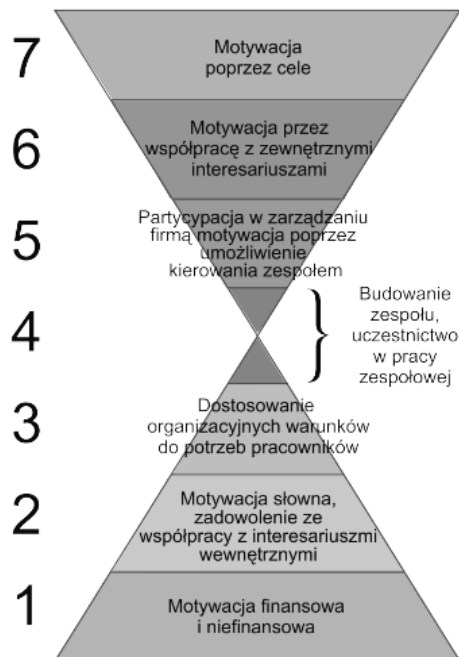 7
Motywacja
poprzez cele
6
Motywacja przez
współpracę z zewnętrznymi
interesariuszami
5
Partycypacja w zarządzaniu
firmą motywacja poprzez
umożliwienie
kierowania zespołem
4
Budowanie
zespołu,
uczestnictwo
w pracy
zespołowej
3
Dostosowanie
organizacyjnych warunków
do potrzeb pracowników
2
Motywacja słowna,
zadowolenie ze
współpracy z interesariuszmi
wewnętrznymi
1
Motywacja finansowa
i niefinansowa